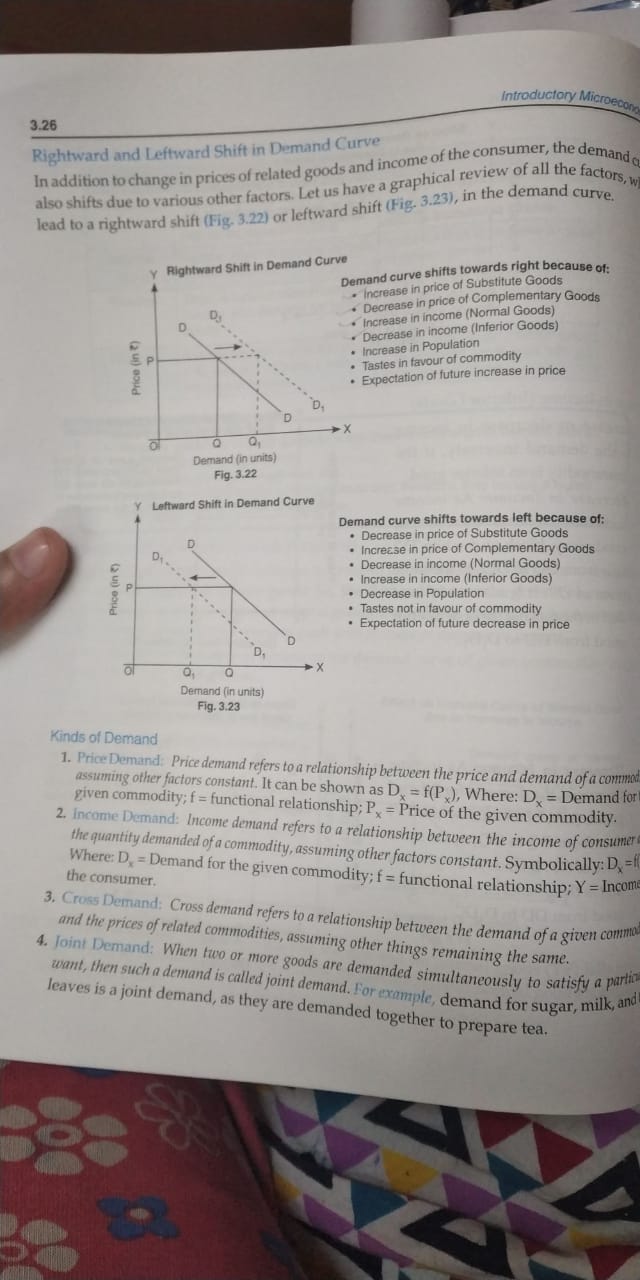 3.26
Introductory Microecono
Rightward and Leftward Shift in Demand Curve
In addition to change in prices of related goods and income of the consumer, the demand
also shifts due to various other factors. Let us have a graphical review of all the factors,
lead to a rightward shift (Fig. 3.22) or leftward shift (Fig. 3.23), in the demand curve.
Y Rightward Shift in Demand Curve
D
D₁
Price (in ₹)
P
D₁
D
X
O Q Q₁
Demand (in units)
Fig. 3.22
Demand curve shifts towards right because of:
• Increase in price of Substitute Goods
• Decrease in price of Complementary Goods
• Increase in income (Normal Goods)
• Decrease in income (Inferior Goods)
• Increase in Population
• Tastes in favour of commodity
• Expectation of future increase in price
Y Leftward Shift in Demand Curve
D
D₁
Price (in ₹)
P
D
D₁
X
O Q₁ Q
Demand (in units)
Fig. 3.23
Demand curve shifts towards left because of:
• Decrease in price of Substitute Goods
• Increase in price of Complementary Goods
• Decrease in income (Normal Goods)
• Increase in income (Inferior Goods)
• Decrease in Population
• Tastes not in favour of commodity
• Expectation of future decrease in price
Kinds of Demand
1. Price Demand: Price demand refers to a relationship between the price and demand of a commod
assuming other factors constant. It can be shown as Dₓ = f(Pₓ), Where: Dₓ = Demand for
given commodity; f = functional relationship; Pₓ = Price of the given commodity.
2. Income Demand: Income demand refers to a relationship between the income of consumer
the quantity demanded of a commodity, assuming other factors constant. Symbolically: Dₓ = f(
Where: Dₓ = Demand for the given commodity; f = functional relationship; Y = Income
the consumer.
3. Cross Demand: Cross demand refers to a relationship between the demand of a given commod
and the prices of related commodities, assuming other things remaining the same.
4. Joint Demand: When two or more goods are demanded simultaneously to satisfy a particu
want, then such a demand is called joint demand. For example, demand for sugar, milk, and
leaves is a joint demand, as they are demanded together to prepare tea.